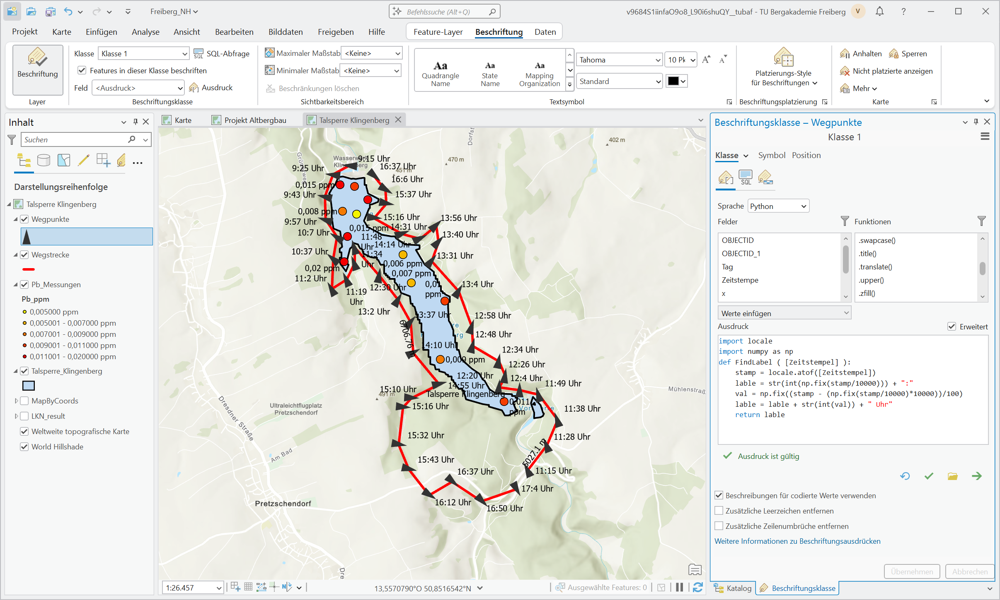 Freiberg_NH
Befehlssuche (Alt+Q)
v9684S1iinfaO9o8_L90i6shuQY__tubaf - TU Bergakademie Freiberg
V
?
Projekt Karte Einfügen Analyse Ansicht Bearbeiten Bilddaten Freigeben Hilfe Feature-Layer Beschriftung Daten
Beschriftung
Layer
Klasse Klasse 1 SQL SQL-Abfrage
Features in dieser Klasse beschriften
Feld <Ausdruck> Ausdruck
Beschriftungsklasse
Maximaler Maßstab <Keine>
Minimaler Maßstab <Keine>
Beschränkungen löschen
Sichtbarkeitsbereich
Aa Quadrangle Name
Aa State Name
Aa Mapping Organization
Tahoma 10 Pk
Standard
Textsymbol
Platzierungs-Style
für Beschriftungen
Beschriftungsplatzierung
Anhalten Sperren
Nicht platzierte anzeigen
Mehr
Karte
Inhalt
Suchen
Darstellungsreihenfolge
Talsperre Klingenberg
Wegpunkte
Wegstrecke
Pb_Messungen
Pb_ppm
0,005000 ppm
0,005001 - 0,007000 ppm
0,007001 - 0,009000 ppm
0,009001 - 0,011000 ppm
0,011001 - 0,020000 ppm
Talsperre_Klingenberg
MapByCoords
LKN_result
Weltweite topografische Karte
World Hillshade
Karte
Projekt Altbergbau
Talsperre Klingenberg
Dorfst
402 m
470 m
451 m
Wasserwerk
Klingenberg
9:15 Uhr
9:25 Uhr
16:37 Uhr
16:6 Uhr
0,015 ppm
9:43 Uhr
15:37 Uhr
0,008 ppm
9:57 Uhr
15:16 Uhr
13:56 Uhr
0,015 ppm
14:31 Uhr
10:7 Uhr
11:48
Uhr
13:40 Uhr
14:14 Uhr
10:37 Uhr
11:34
Uhr
13:31 Uhr
0,006 ppm
0,02 ppm
0,007 ppm
11:2 Uhr
12:30 Uhr
0,01
ppm
13:4 Uhr
11:19
Uhr
13:2 Uhr
13:37 Uhr
12:58 Uhr
6706.76 m
re
rg
12:48 Uhr
14:10 Uhr
12:34 Uhr
0,009 ppm
12:26 Uhr
12:20 Uhr
12:4 Uhr
14:55 Uhr
11:49 Uhr
15:10 Uhr
491 m
Talsperre Klingenberg
Mühlenstraß
0,011
ppm
15:16 Uhr
11:38 Uhr
Ultraleichtflugplatz
Pretzschendorf
Dresdner Straße
15:32 Uhr
11:28 Uhr
5027.1 m
Am Bad
15:43 Uhr
16:37 Uhr
11:15 Uhr
17:4 Uhr
Pretzschendorf
16:12 Uhr
16:50 Uhr
Dre
1:26.457
13,5570790°O 50,8516542°N
Ausgewählte Features: 0
Beschriftungsklasse – Wegpunkte
Klasse 1
Klasse Symbol Position
SQL
Sprache Python
Felder Funktionen
OBJECTID
OBJECTID_1
Tag
Zeitstempe
x
.swapcase()
.title()
.translate()
.upper()
.zfill()
Werte einfügen
Ausdruck Erweitert
import locale
import numpy as np
def FindLabel ( [Zeitstempel] ):
    stamp = locale.atof([Zeitstempel])
    lable = str(int(np.fix(stamp/10000))) + ":"
    val = np.fix((stamp - (np.fix(stamp/10000)*10000))/100)
    lable = lable + str(int(val)) + " Uhr"
    return lable
Ausdruck ist gültig
Beschreibungen für codierte Werte verwenden
Zusätzliche Leerzeichen entfernen
Zusätzliche Zeilenumbrüche entfernen
Weitere Informationen zu Beschriftungsausdrücken
Übernehmen Abbrechen
Katalog Beschriftungsklasse